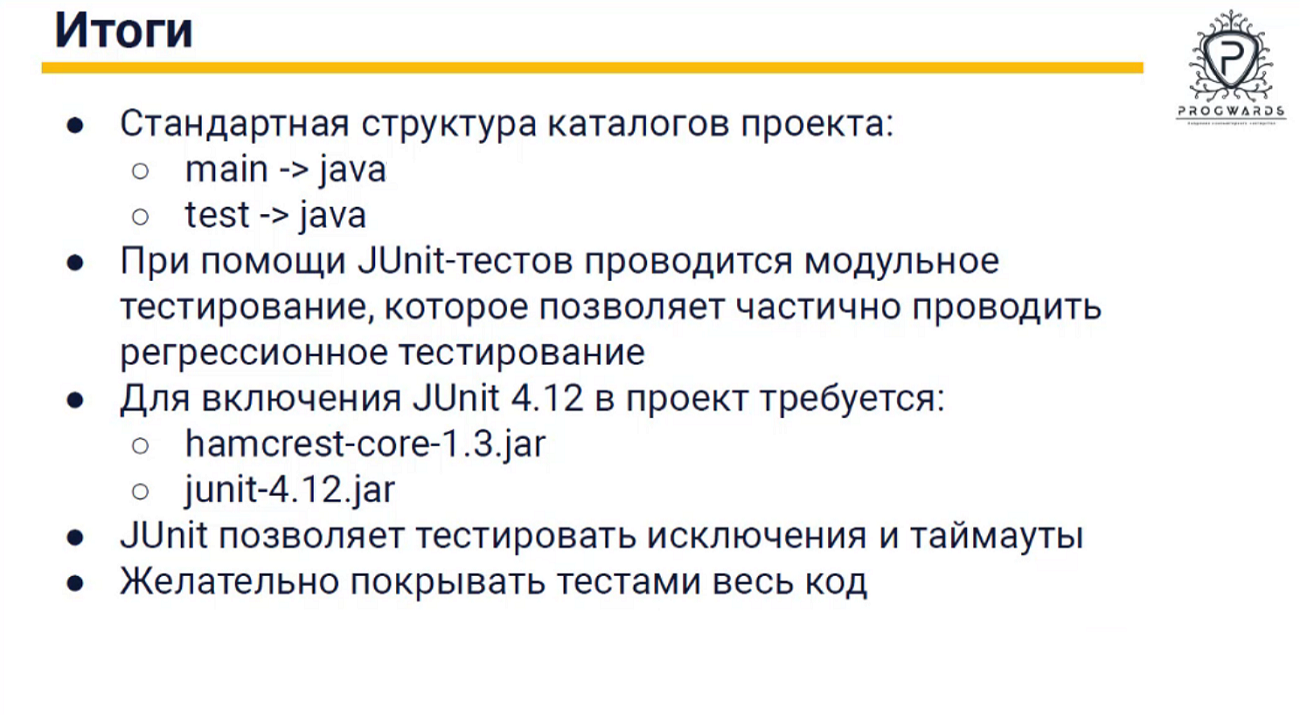 Итоги
PROGWARDS
● Стандартная структура каталогов проекта:
○ main -> java
○ test -> java
● При помощи JUnit-тестов проводится модульное
тестирование, которое позволяет частично проводить
регрессионное тестирование
● Для включения JUnit 4.12 в проект требуется:
○ hamcrest-core-1.3.jar
○ junit-4.12.jar
● JUnit позволяет тестировать исключения и таймауты
● Желательно покрывать тестами весь код